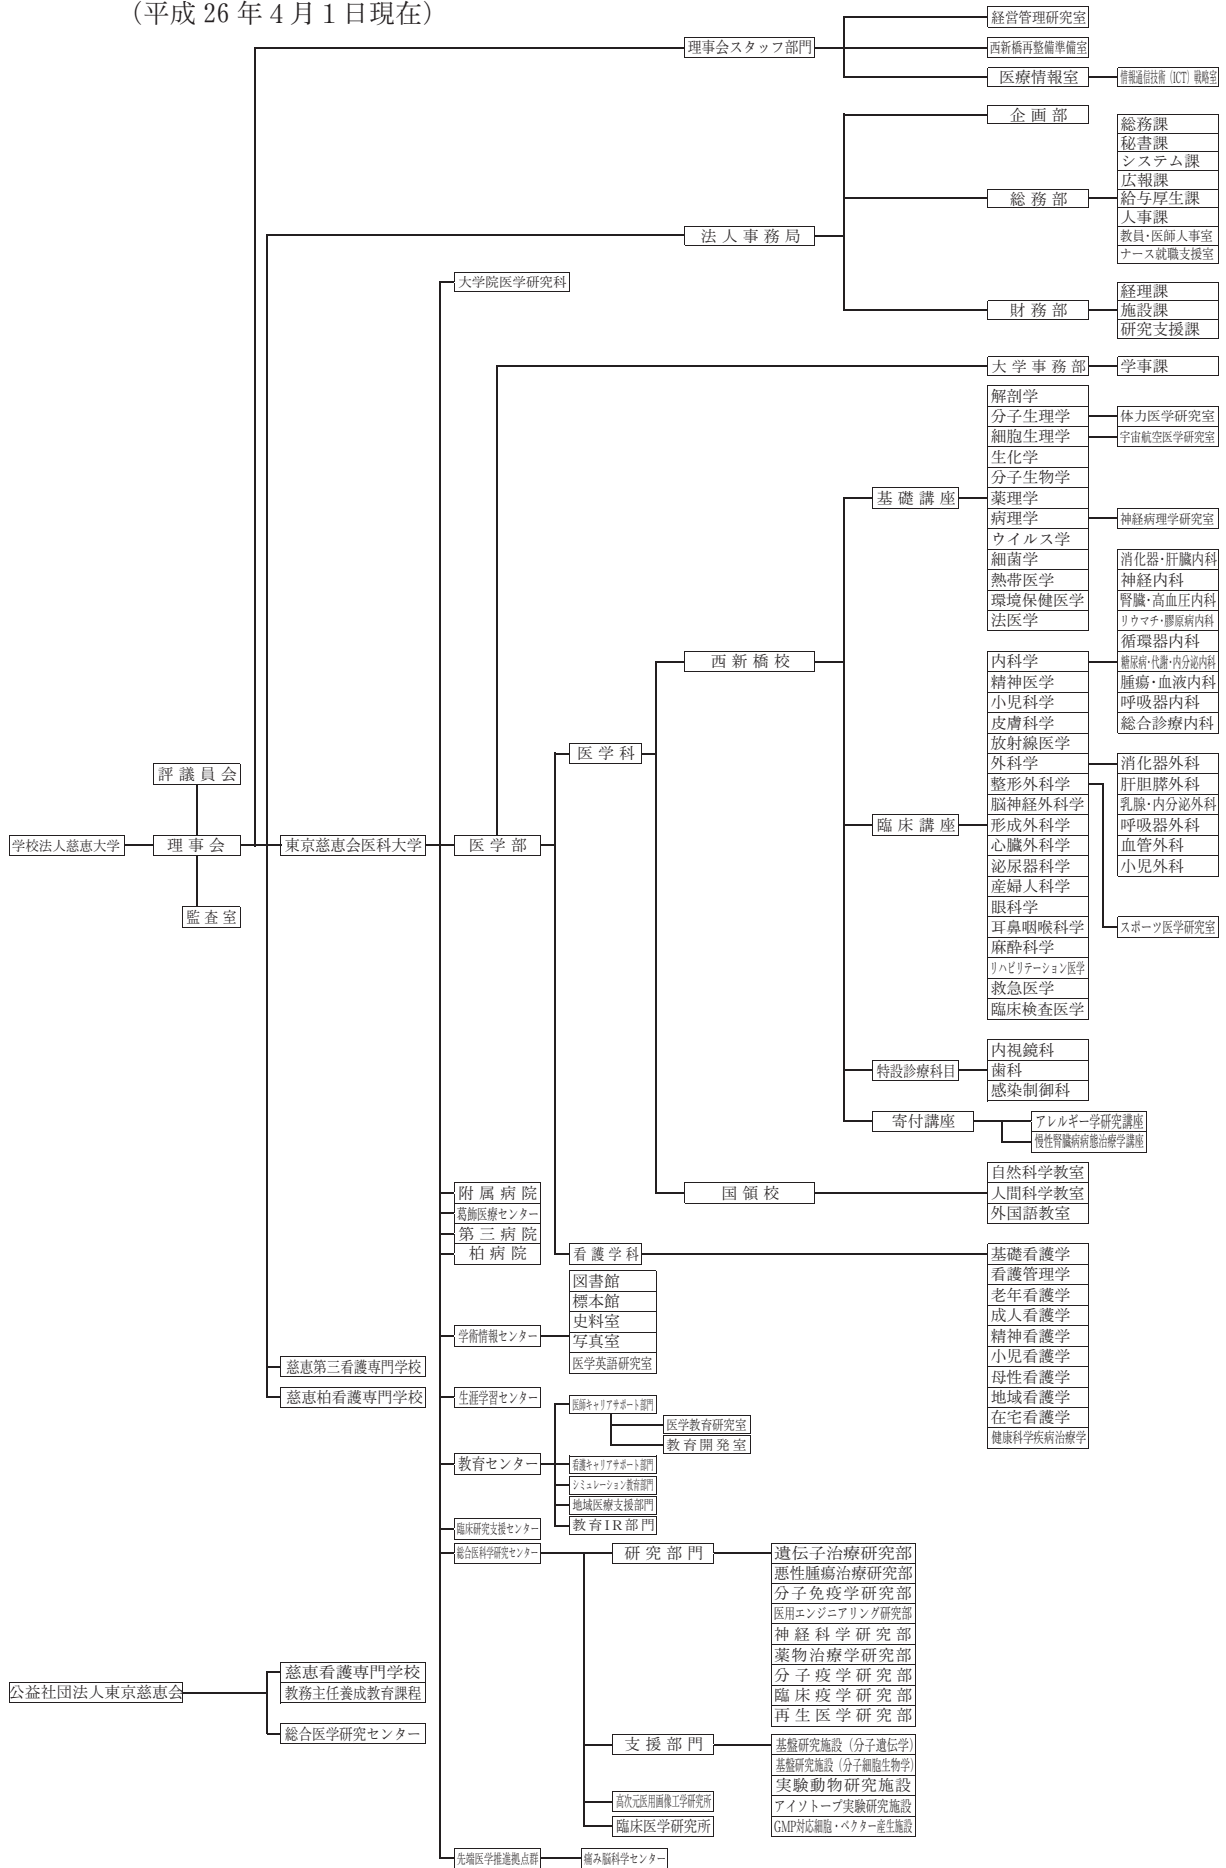 (平成 26 年 4 月 1 日現在)
経営管理研究室
理事会スタッフ部門
西新橋再整備準備室
医療情報室
情報通信技術（ICT）戦略室
企画部
総務課
秘書課
システム課
広報課
総務部
給与厚生課
人事課
教員・医師人事室
ナース就職支援室
法人事務局
大学院医学研究科
経理課
財務部
施設課
研究支援課
大学事務部
学事課
解剖学
分子生理学
体力医学研究室
細胞生理学
宇宙航空医学研究室
生化学
分子生物学
基礎講座
薬理学
病理学
神経病理学研究室
ウイルス学
細菌学
熱帯医学
環境保健医学
法医学
消化器・肝臓内科
神経内科
腎臓・高血圧内科
リウマチ・膠原病内科
循環器内科
西新橋校
内科学
糖尿病・代謝・内分泌内科
精神医学
腫瘍・血液内科
小児科学
呼吸器内科
皮膚科学
総合診療内科
放射線医学
医学科
外科学
消化器外科
評議員会
整形外科学
肝胆膵外科
脳神経外科学
乳腺・内分泌外科
臨床講座
形成外科学
呼吸器外科
学校法人慈恵大学
理事会
東京慈恵会医科大学
医学部
心臓外科学
血管外科
泌尿器科学
小児外科
産婦人科学
眼科学
監査室
耳鼻咽喉科学
スポーツ医学研究室
麻酔科学
リハビリテーション医学
救急医学
臨床検査医学
内視鏡科
特設診療科目
歯科
感染制御科
寄付講座
アレルギー学研究講座
慢性腎臓病病態治療学講座
自然科学教室
附属病院
国領校
人間科学教室
葛飾医療センター
外国語教室
第三病院
柏病院
看護学科
基礎看護学
図書館
看護管理学
標本館
老年看護学
史料室
成人看護学
学術情報センター
写真室
精神看護学
医学英語研究室
小児看護学
慈恵第三看護専門学校
母性看護学
慈恵柏看護専門学校
生涯学習センター
医師キャリアサポート部門
地域看護学
医学教育研究室
在宅看護学
教育開発室
健康科学疾病治療学
教育センター
看護キャリアサポート部門
シミュレーション教育部門
地域医療支援部門
教育IR部門
臨床研究支援センター
総合医科学研究センター
研究部門
遺伝子治療研究部
悪性腫瘍治療研究部
分子免疫学研究部
医用エンジニアリング研究部
神経科学研究部
薬物治療学研究部
分子疫学研究部
臨床疫学研究部
再生医学研究部
慈恵看護専門学校
公益社団法人東京慈恵会
教務主任養成教育課程
総合医学研究センター
支援部門
基盤研究施設（分子遺伝学）
基盤研究施設（分子細胞生物学）
実験動物研究施設
高次元医用画像工学研究所
アイソトープ実験研究施設
臨床医学研究所
GMP対応細胞・ベクター産生施設
先端医学推進拠点群
痛み脳科学センター